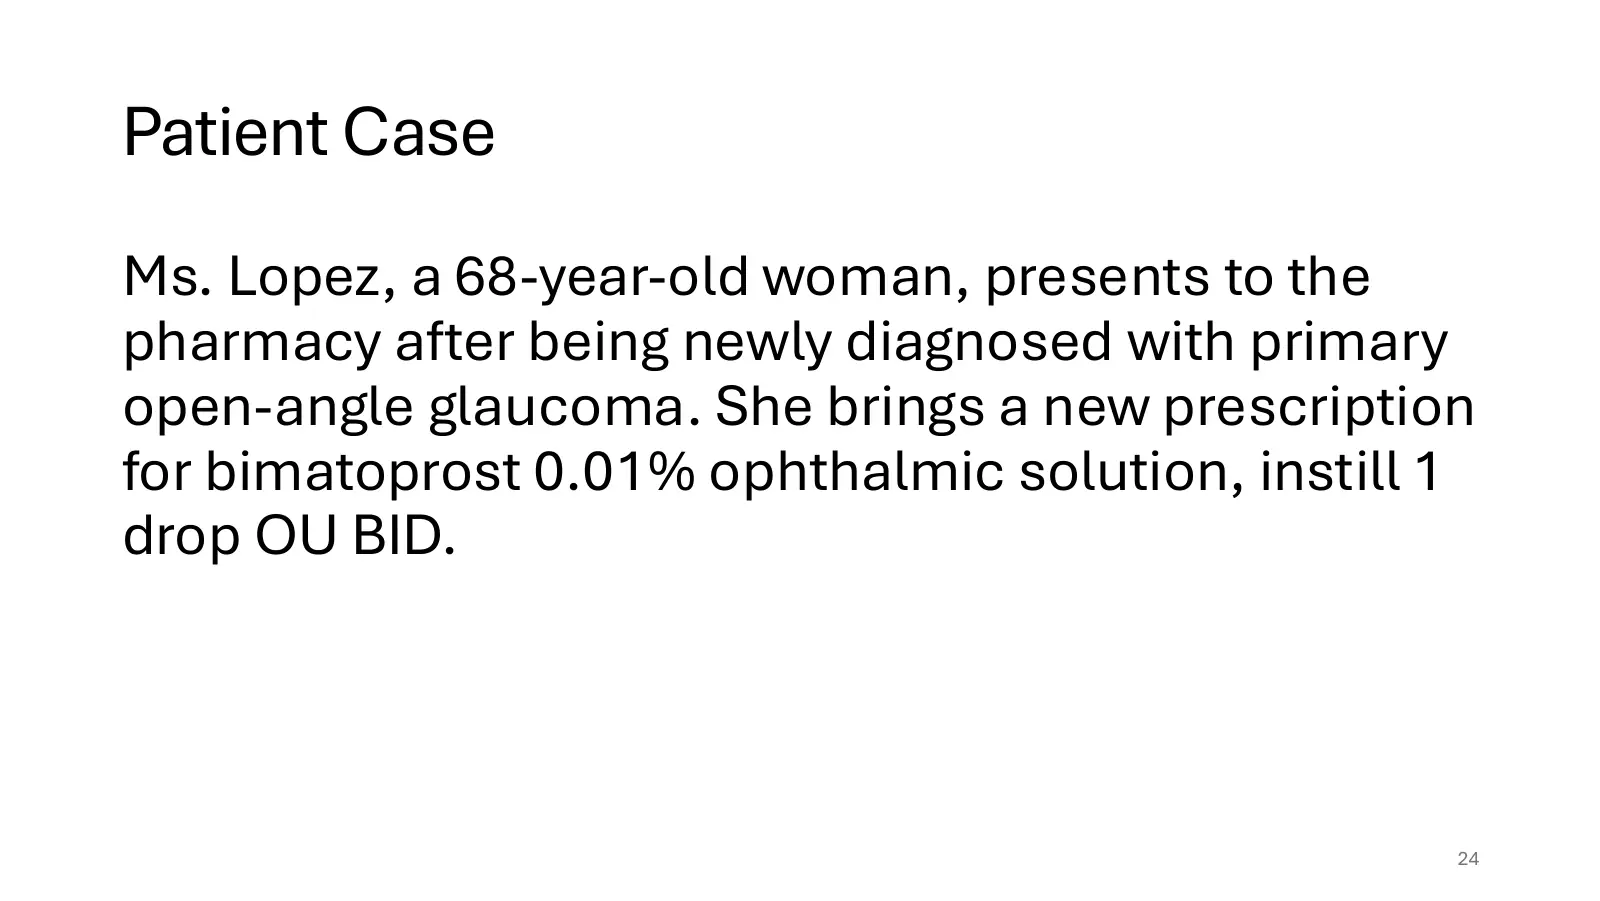 Patient Case
Ms. Lopez, a 68-year-old woman, presents to the
pharmacy after being newly diagnosed with primary
open-angle glaucoma. She brings a new prescription
for bimatoprost 0.01% ophthalmic solution, instill 1
drop OU BID.
24